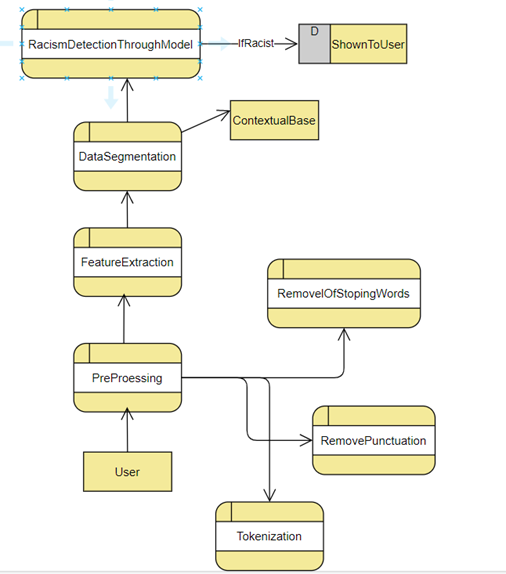 RacismDetectionThroughModel
IfRacist
D
ShownToUser
ContextualBase
DataSegmentation
FeatureExtraction
RemovelOfStopingWords
PreProessing
RemovePunctuation
User
Tokenization